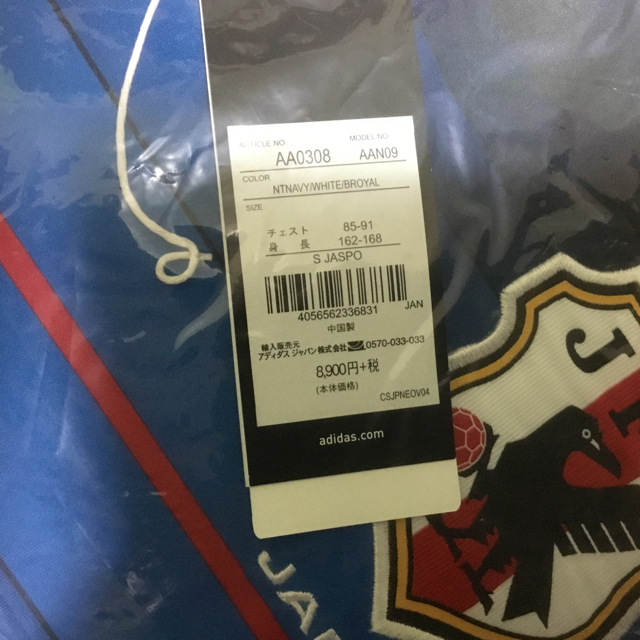 ARTICLE NO. MODEL NO.
AA0308 AAN09
COLOR
NTNAVY/WHITE/BROYAL
SIZE
チェスト 85-91
身長 162-168
S JASPO
4056562336831 JAN
中国製
輸入販売元
アディダス ジャパン株式会社 0570-033-033
8,900円+税
(本体価格)
CSJPNEOV04
adidas.com
J
JA